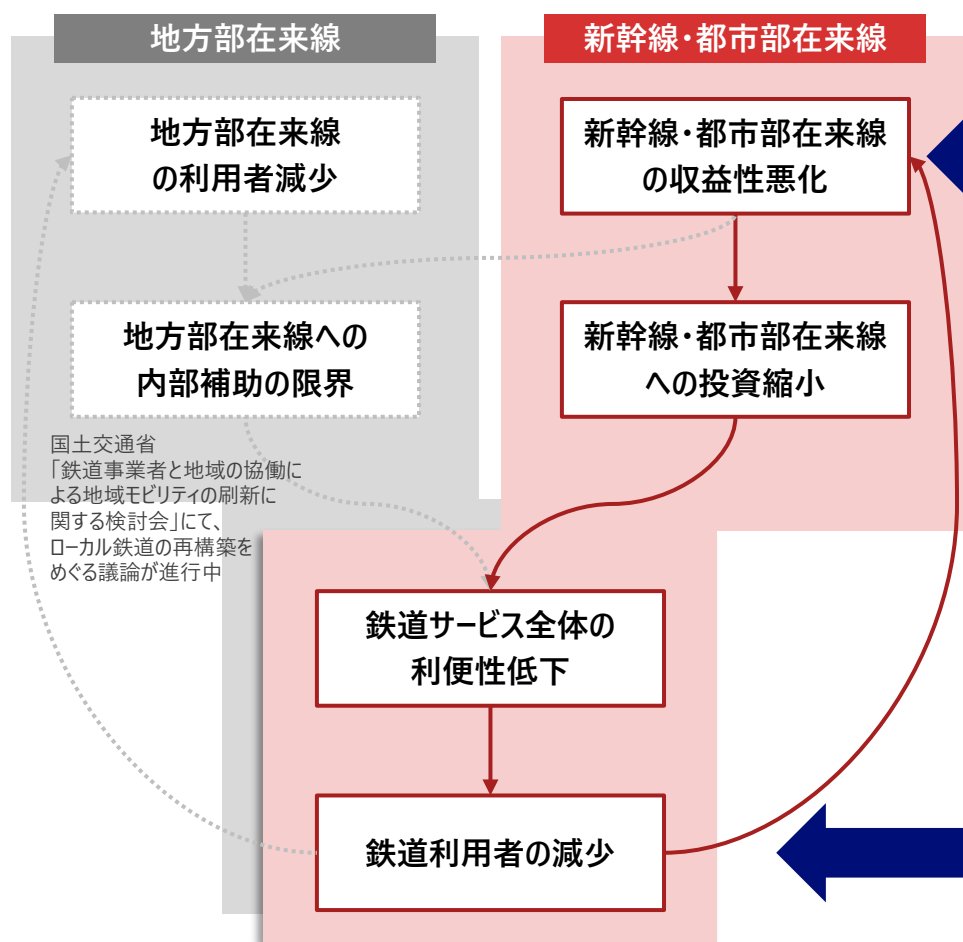 地方部在来線
新幹線・都市部在来線
地方部在来線
の利用者減少
新幹線・都市部在来線
の収益性悪化
地方部在来線への
内部補助の限界
新幹線・都市部在来線
への投資縮小
国土交通省
「鉄道事業者と地域の協働に
よる地域モビリティの刷新に
関する検討会」にて、
ローカル鉄道の再構築を
めぐる議論が進行中
鉄道サービス全体の
利便性低下
鉄道利用者の減少